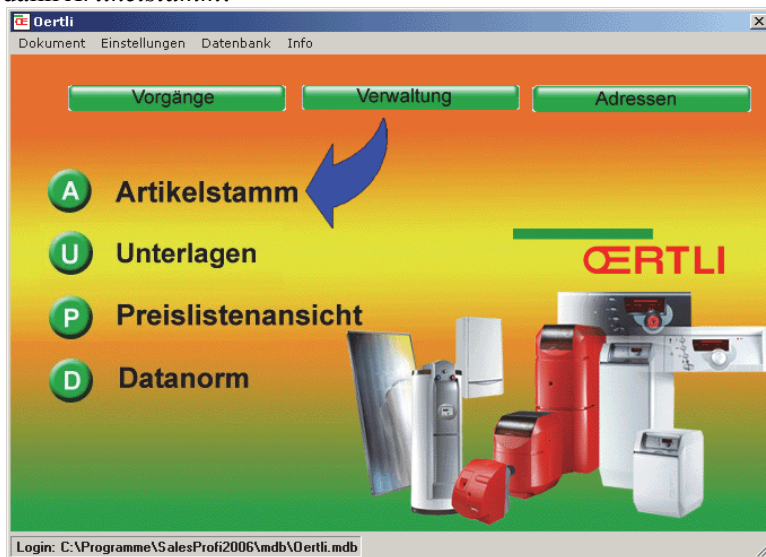 Oertli
Dokument Einstellungen Datenbank Info
Vorgänge Verwaltung Adressen
A Artikelstamm
U Unterlagen
ŒRTLI
P Preislistenansicht
D Datanorm
Login: C:\Programme\SalesProfi2006\mdb\Oertli.mdb